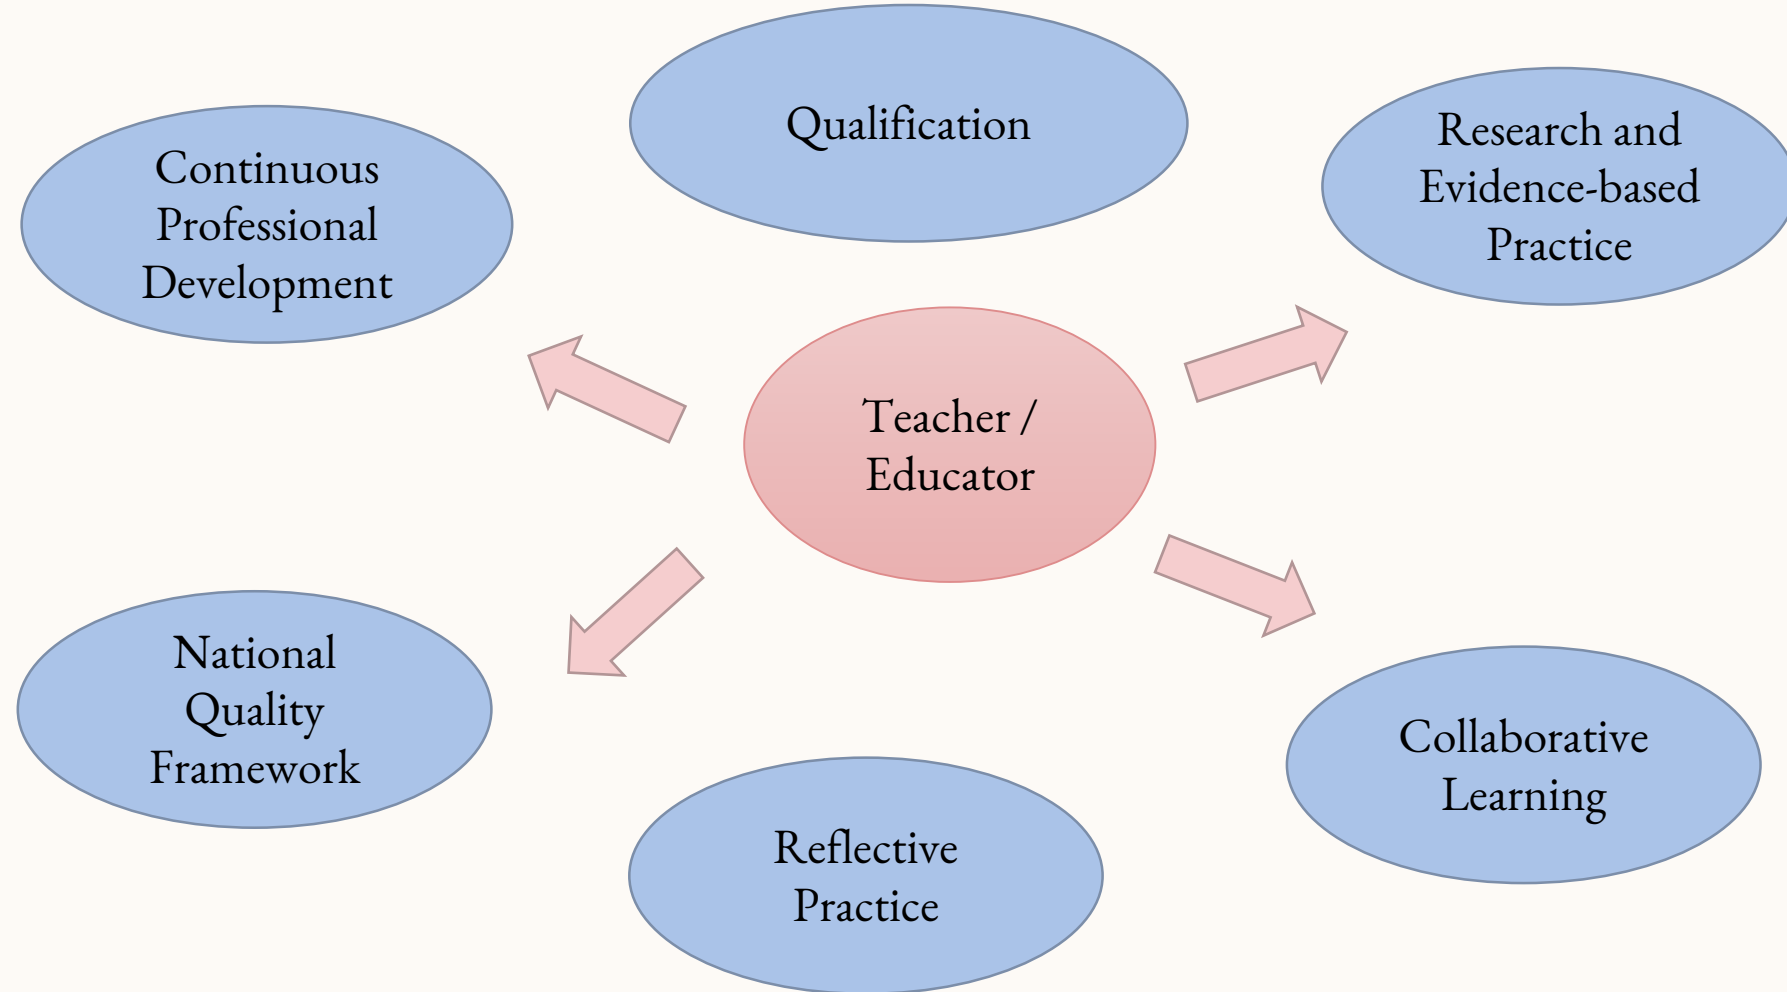 Qualification
Continuous
Professional
Development
Research and
Evidence-based
Practice
Teacher /
Educator
National
Quality
Framework
Collaborative
Learning
Reflective
Practice